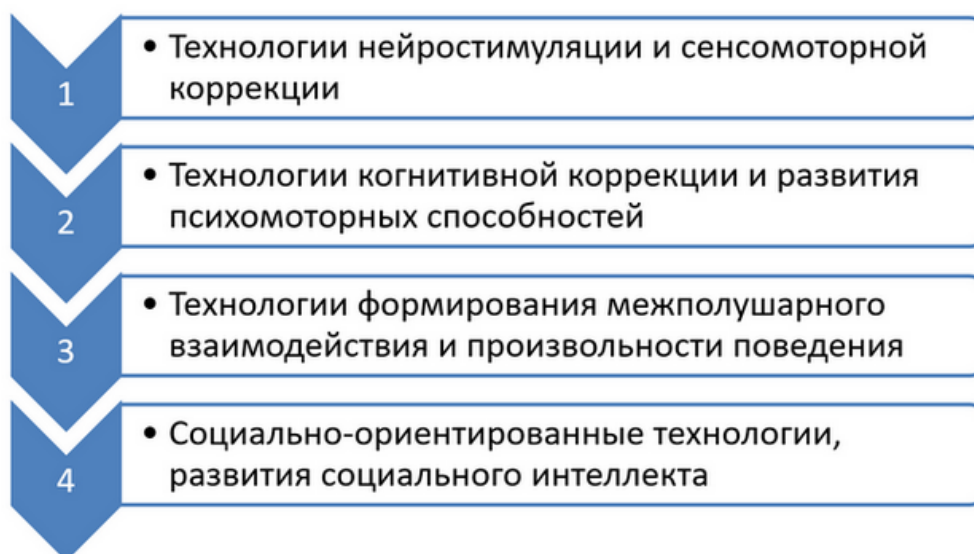 1
• Технологии нейростимуляции и сенсомоторной
коррекции
2
• Технологии когнитивной коррекции и развития
психомоторных способностей
3
• Технологии формирования межполушарного
взаимодействия и произвольности поведения
4
• Социально-ориентированные технологии,
развития социального интеллекта